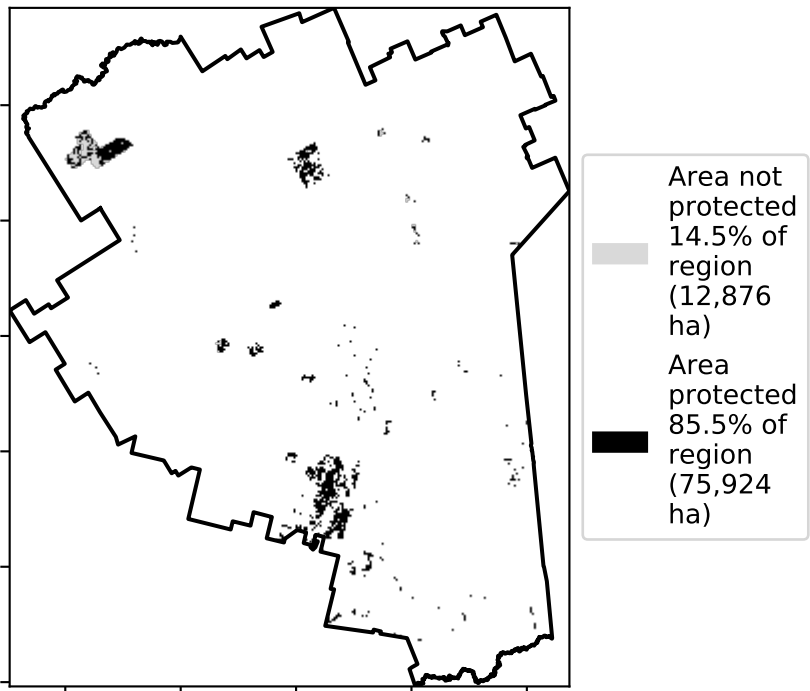 Area not
protected
14.5% of
region
(12,876
ha)
Area
protected
85.5% of
region
(75,924
ha)